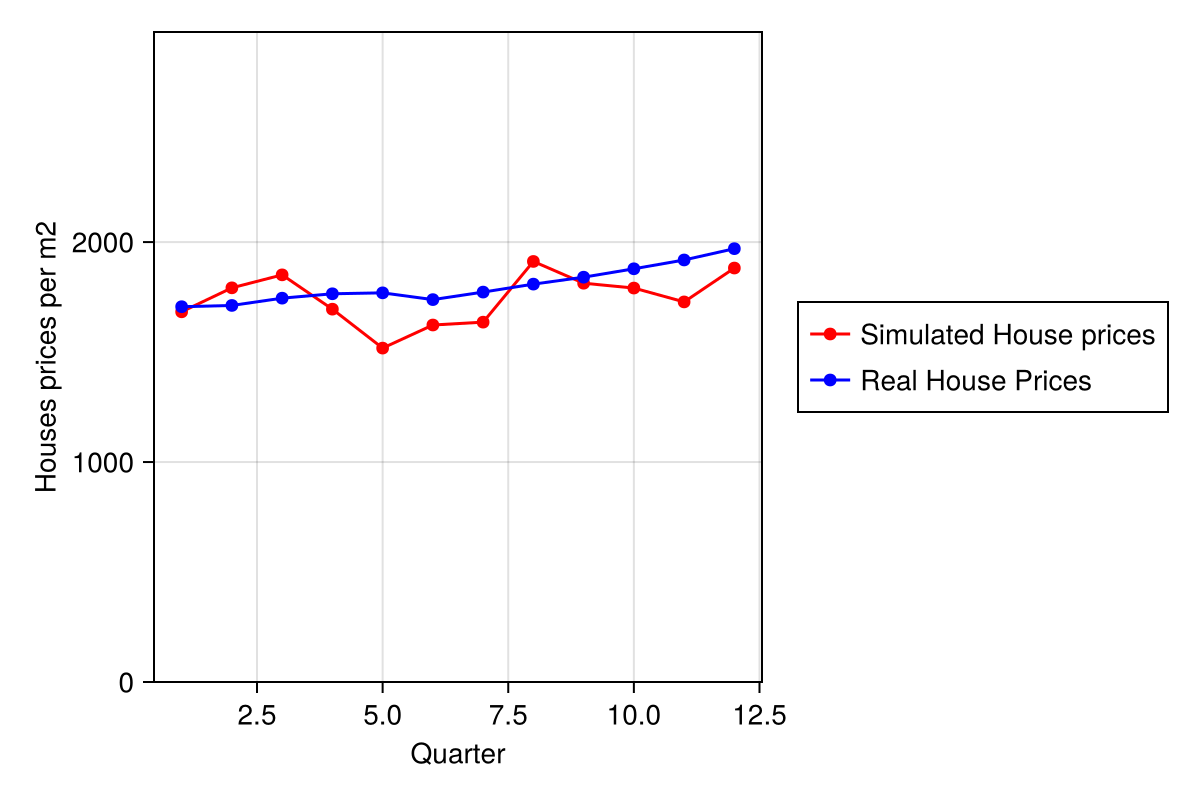 Houses prices per m2
2000
1000
0
2.5 5.0 7.5 10.0 12.5
Quarter
Simulated House prices
Real House Prices